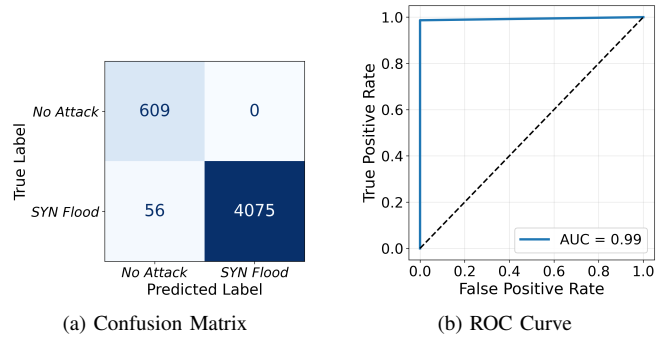 True Label
No Attack
609
0
SYN Flood
56
4075
No Attack
SYN Flood
Predicted Label
(a) Confusion Matrix
True Positive Rate
1.0
0.8
0.6
0.4
0.2
0.0
0.0 0.2 0.4 0.6 0.8 1.0
False Positive Rate
AUC = 0.99
(b) ROC Curve